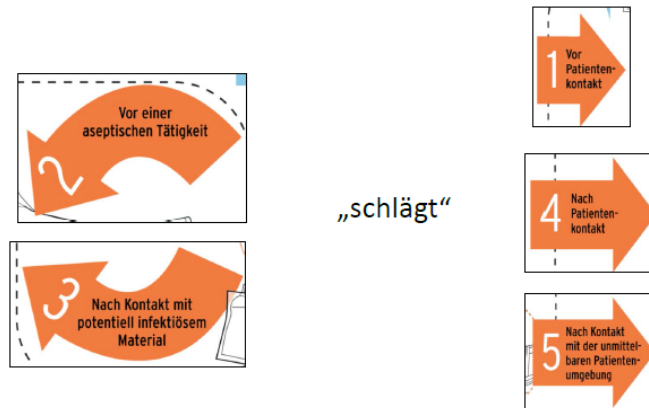 Vor einer
aseptischen Tätigkeit
2
3
Nach Kontakt mit
potentiell infektiösem
Material
„schlägt“
1
Vor
Patienten-
kontakt
4
Nach
Patienten-
kontakt
5
Nach Kontakt
mit der unmittel-
baren Patienten-
umgebung